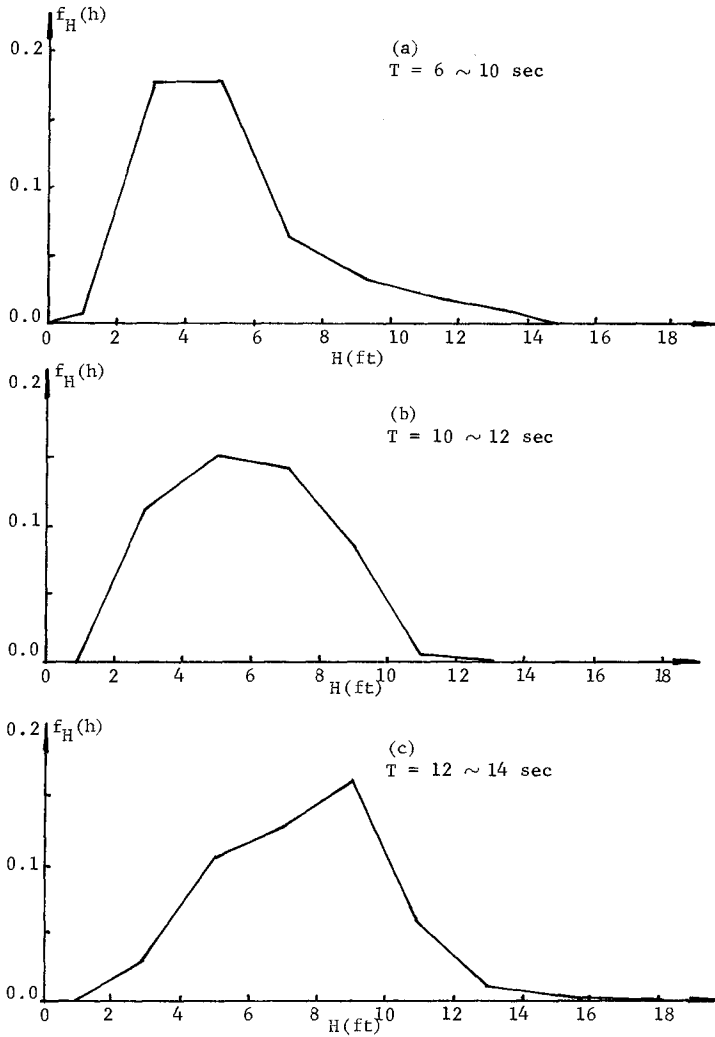 f_H(h)
0.2
(a)
T = 6 ~ 10 sec
0.1
0.0
0 2 4 6 8 10 12 14 16 18
H(ft)
0.2
f_H(h)
(b)
T = 10 ~ 12 sec
0.1
0.0
0 2 4 6 8 10 12 14 16 18
H(ft)
0.2
f_H(h)
(c)
T = 12 ~ 14 sec
0.1
0.0
0 2 4 6 8 10 12 14 16 18
H(ft)